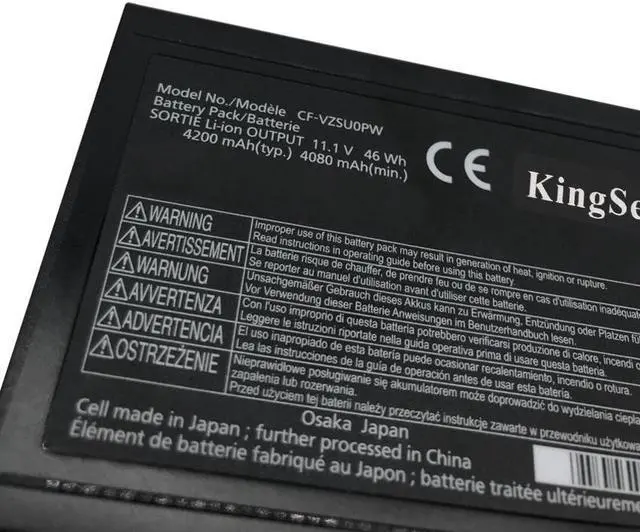 Model No./Modèle CF-VZSU0PW
Battery Pack/Batterie
SORTIE Li-ion OUTPUT 11.1 V 46 Wh
4200 mAh(typ.) 4080 mAh(min.)
CE
KingSe
WARNING
Improper use of this battery pack may result in generation of heat, ignition or rupture.
Read instructions in operating guide before using this battery.
AVERTISSEMENT
La batterie risque de chauffer, de prendre feu ou de se rompre en cas d'utilisation inadéquate
Se reporter au manuel d'utilisation avant d'utiliser cette batterie.
WARNUNG
Unsachgemäßer Gebrauch dieses Akkus kann zu Erwärmung, Entzündung oder Platzen fü
Vor Verwendung dieser Batterie Anweisungen im Benutzerhandbuch lesen.
AVVERTENZA
Con l'uso improprio di questa batteria potrebbero verificarsi produzione di calore, incendi o
Leggere le istruzioni riportate nella guida operativa prima di usare questa batteria.
ADVERTENCIA
El uso inapropiado de esta batería puede ocasionar recalentamiento, incendio o rotura.
Lea las instrucciones de la guía de operación antes de usar esta batería.
OSTRZEŻENIE
Nieprawidłowe posługiwanie się akumulatorem może doprowadzić do wydzielania ciepła
zapalenia lub rozerwania.
Przed użyciem tej baterii należy przeczytać instrukcje zawarte w przewodniku użytkowa
Osaka Japan
Cell made in Japan ; further processed in China
Élément de batterie fabriqué au Japon ; batterie traitée ultérieurement